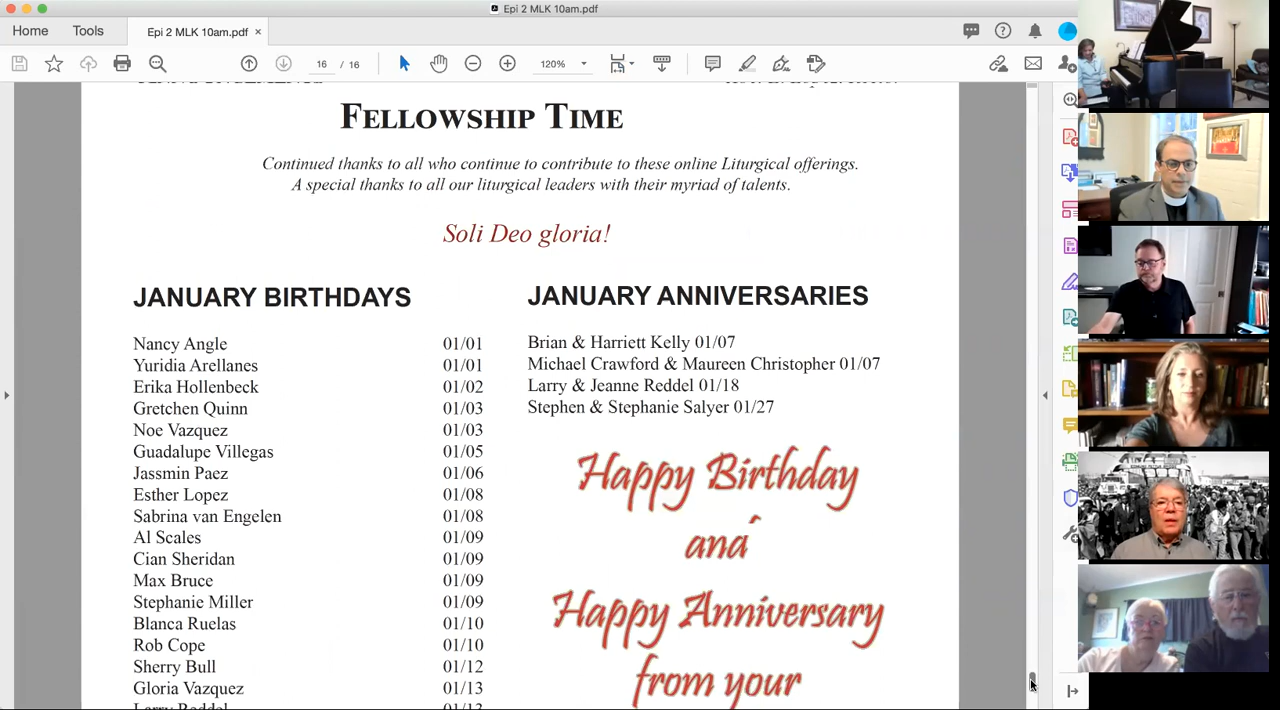 Epi 2 MLK 10am.pdf
Home
Tools
Epi 2 MLK 10am.pdf ×
16 / 16
120%
FELLOWSHIP TIME
Continued thanks to all who continue to contribute to these online Liturgical offerings.
A special thanks to all our liturgical leaders with their myriad of talents.
Soli Deo gloria!
JANUARY BIRTHDAYS
Nancy Angle 01/01
Yuridia Arellanes 01/01
Erika Hollenbeck 01/02
Gretchen Quinn 01/03
Noe Vazquez 01/03
Guadalupe Villegas 01/05
Jassmin Paez 01/06
Esther Lopez 01/08
Sabrina van Engelen 01/08
Al Scales 01/09
Cian Sheridan 01/09
Max Bruce 01/09
Stephanie Miller 01/09
Blanca Ruelas 01/10
Rob Cope 01/10
Sherry Bull 01/12
Gloria Vazquez 01/13
Larry Reddel 01/13
JANUARY ANNIVERSARIES
Brian & Harriett Kelly 01/07
Michael Crawford & Maureen Christopher 01/07
Larry & Jeanne Reddel 01/18
Stephen & Stephanie Salyer 01/27
Happy Birthday
and
Happy Anniversary
from your